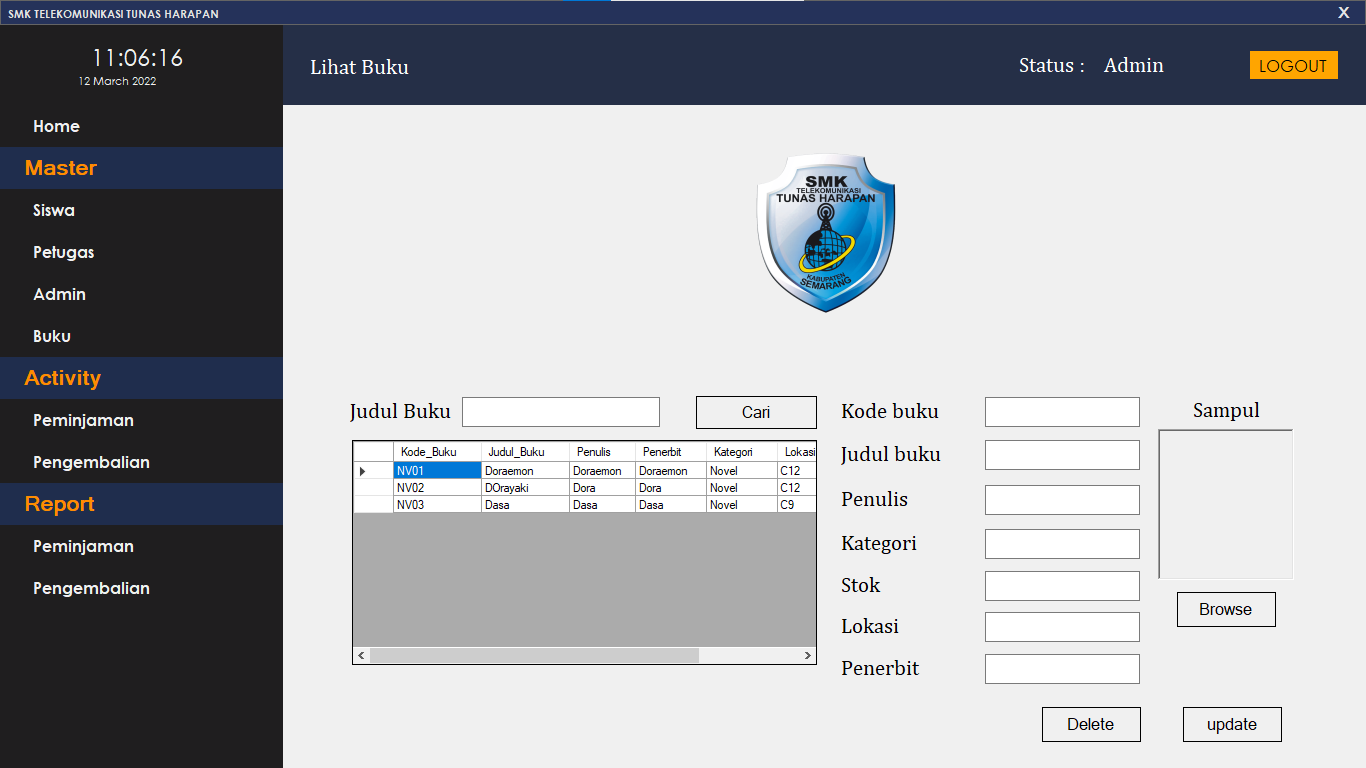 SMK TELEKOMUNIKASI TUNAS HARAPAN X
11:06:16
12 March 2022
Home
Master
Siswa
Petugas
Admin
Buku
Activity
Peminjaman
Pengembalian
Report
Peminjaman
Pengembalian
Lihat Buku Status : Admin LOGOUT
SMK
TELEKOMUNIKASI
TUNAS HARAPAN
KABUPATEN
SEMARANG
Judul Buku Cari
Kode_Buku Judul_Buku Penulis Penerbit Kategori Lokasi
NV01 Doraemon Doraemon Doraemon Novel C12
NV02 DOrayaki Dora Dora Novel C12
NV03 Dasa Dasa Dasa Novel C9
Kode buku
Judul buku
Penulis
Kategori
Stok
Lokasi
Penerbit
Sampul
Browse
Delete update